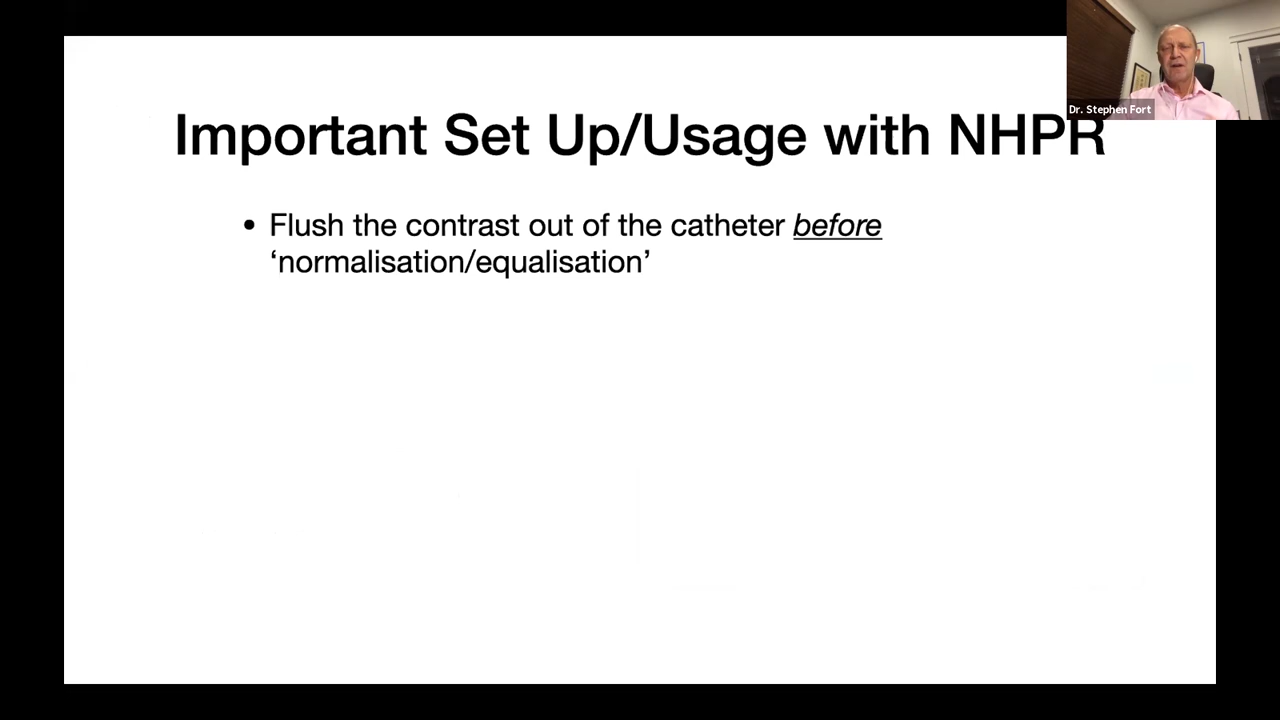 Dr. Stephen Fort
Important Set Up/Usage with NHPR
• Flush the contrast out of the catheter before
‘normalisation/equalisation’